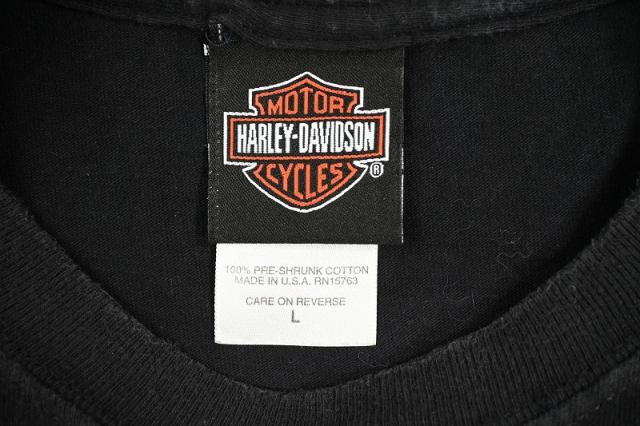 MOTOR
HARLEY-DAVIDSON
CYCLES®
100% PRE-SHRUNK COTTON
MADE IN U.S.A. RN15763
CARE ON REVERSE
L